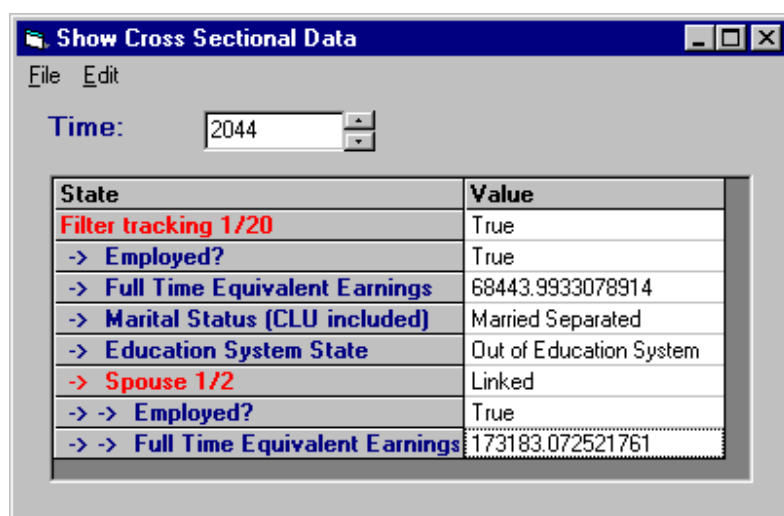 Show Cross Sectional Data
File Edit
Time: 2044
State Value
Filter tracking 1/20 True
-> Employed? True
-> Full Time Equivalent Earnings 68443.9933078914
-> Marital Status (CLU included) Married Separated
-> Education System State Out of Education System
-> Spouse 1/2 Linked
-> -> Employed? True
-> -> Full Time Equivalent Earnings 173183.072521761